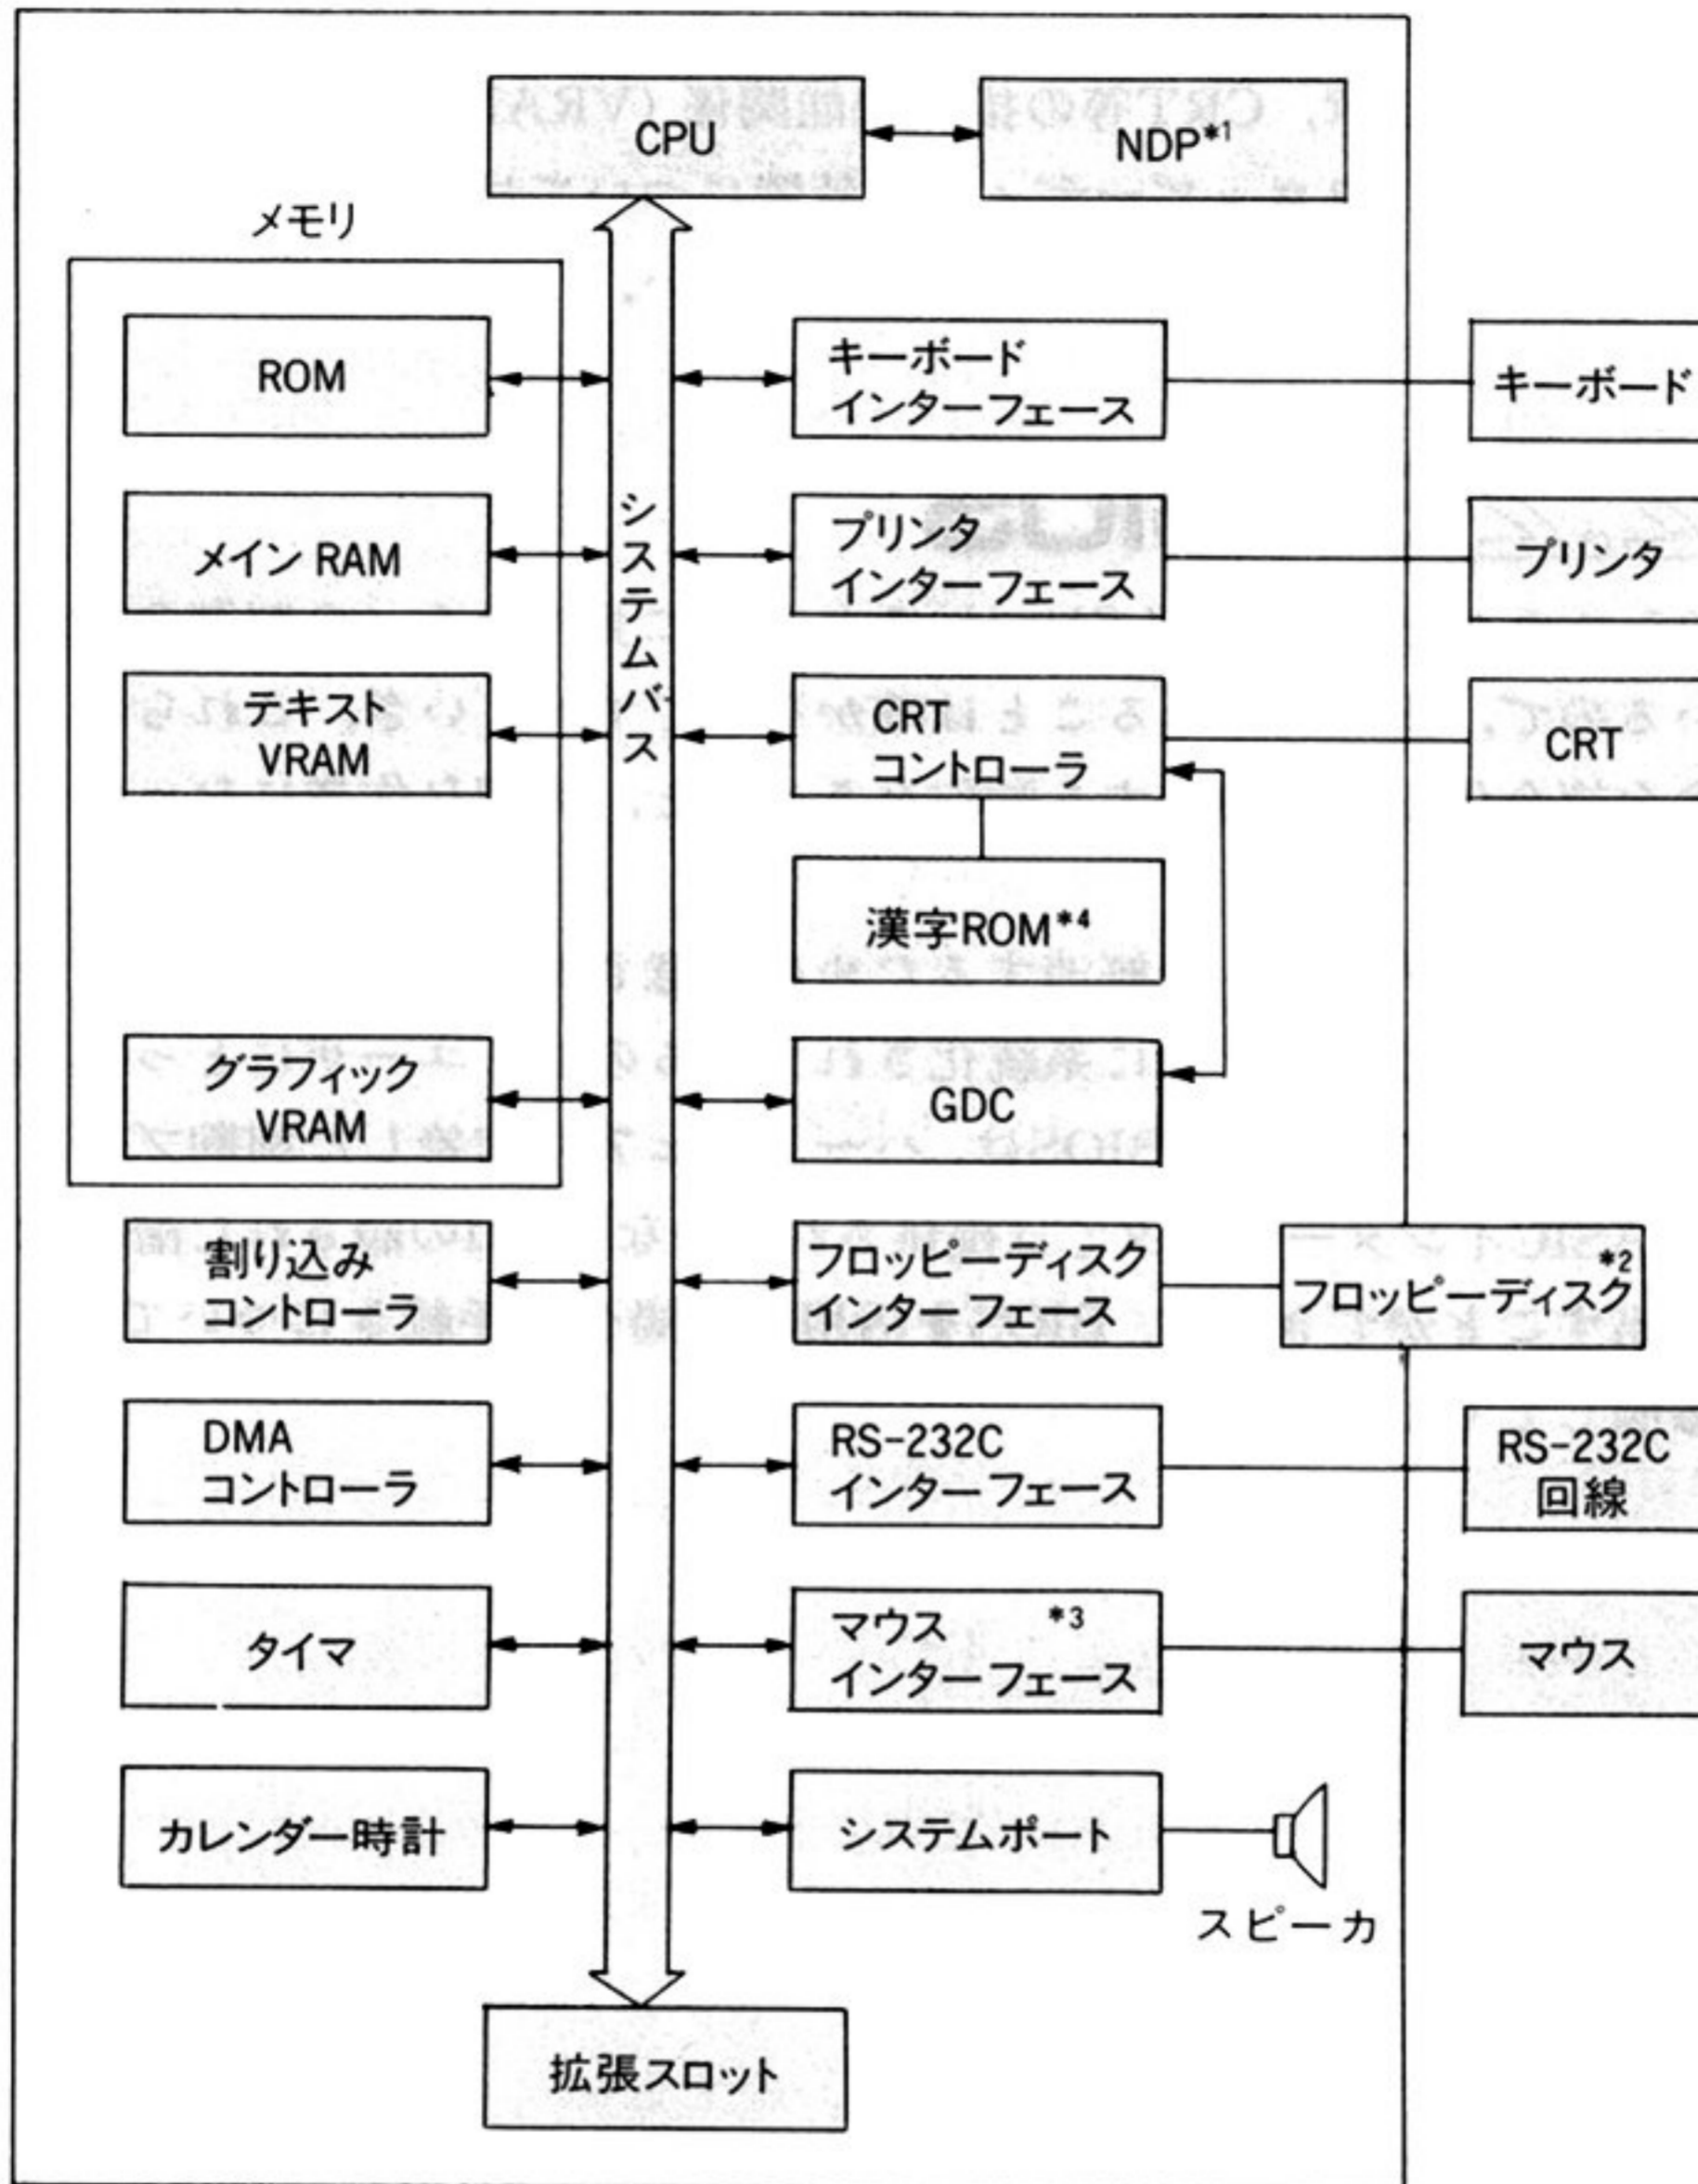 CPU
NDP*1
メモリ
ROM
キーボード
インターフェース
キーボード
メイン RAM
プリンタ
インターフェース
プリンタ
システムバス
テキスト
VRAM
CRT
コントローラ
CRT
漢字ROM*4
グラフィック
VRAM
GDC
割り込み
コントローラ
フロッピーディスク
インターフェース
フロッピーディスク*2
DMA
コントローラ
RS-232C
インターフェース
RS-232C
回線
タイマ
マウス *3
インターフェース
マウス
カレンダー時計
システムポート
スピーカ
拡張スロット